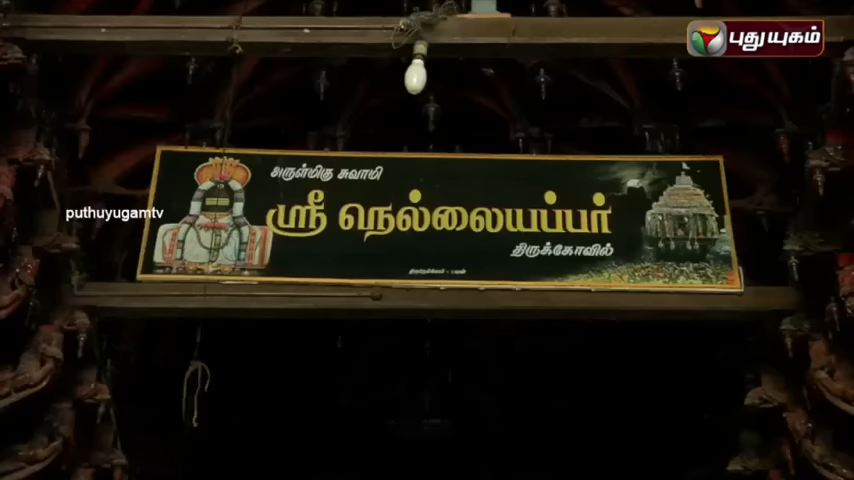 புதுயுகம்
அருள்மிகு சுவாமி
puthuyugamtv
ஸ்ரீ நெல்லையப்பர்
திருக்கோவில்